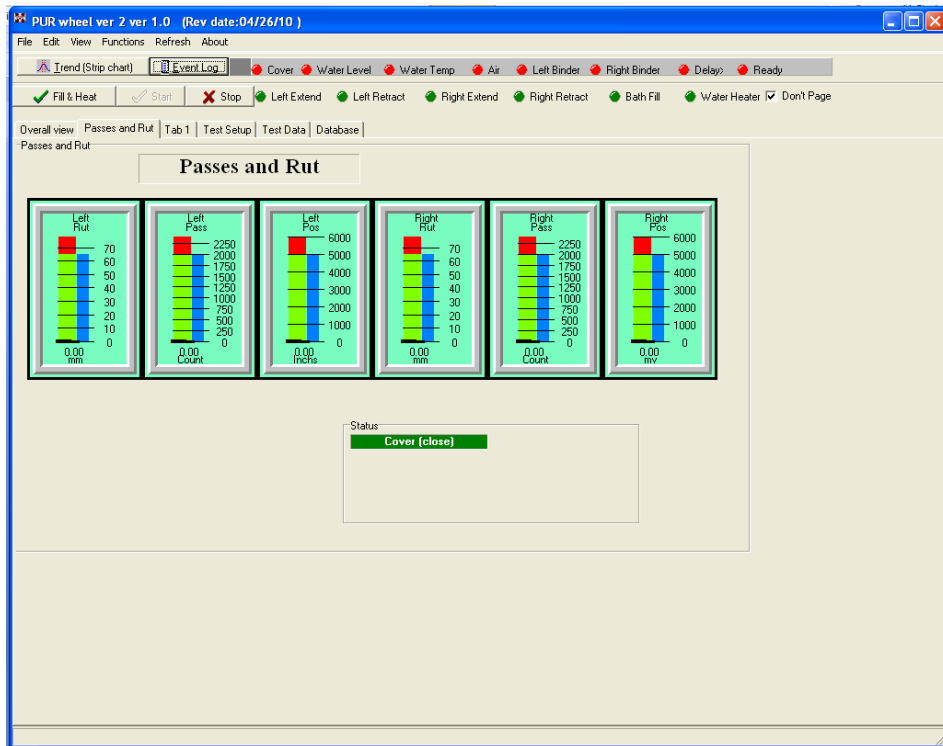 PUR wheel ver 2 ver 1.0 (Rev date:04/26/10 )
File Edit View Functions Refresh About
Trend (Strip chart) Event Log Cover Water Level Water Temp Air Left Binder Right Binder Delay> Ready
Fill & Heat Start Stop Left Extend Left Retract Right Extend Right Retract Bath Fill Water Heater Don't Page
Overall view Passes and Rut Tab 1 Test Setup Test Data Database
Passes and Rut
Passes and Rut
Left
Rut
70
60
50
40
30
20
10
0
0.00
mm
Left
Pass
2250
2000
1750
1500
1250
1000
750
500
250
0
0.00
Count
Left
Pos
6000
5000
4000
3000
2000
1000
0
0.00
Inchs
Right
Rut
70
60
50
40
30
20
10
0
0.00
mm
Right
Pass
2250
2000
1750
1500
1250
1000
750
500
250
0
0.00
Count
Right
Pos
6000
5000
4000
3000
2000
1000
0
0.00
mv
Status
Cover (close)